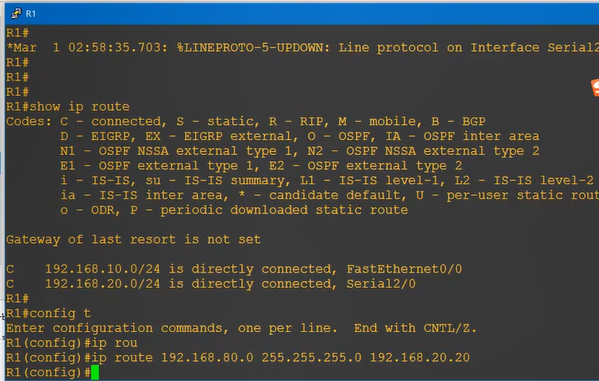 R1
R1#
*Mar  1 02:58:35.703: %LINEPROTO-5-UPDOWN: Line protocol on Interface Serial2
R1#
R1#
R1#
R1#show ip route
Codes: C - connected, S - static, R - RIP, M - mobile, B - BGP
       D - EIGRP, EX - EIGRP external, O - OSPF, IA - OSPF inter area
       N1 - OSPF NSSA external type 1, N2 - OSPF NSSA external type 2
       E1 - OSPF external type 1, E2 - OSPF external type 2
       i - IS-IS, su - IS-IS summary, L1 - IS-IS level-1, L2 - IS-IS level-2
       ia - IS-IS inter area, * - candidate default, U - per-user static rout
       o - ODR, P - periodic downloaded static route
Gateway of last resort is not set
C    192.168.10.0/24 is directly connected, FastEthernet0/0
C    192.168.20.0/24 is directly connected, Serial2/0
R1#
R1#config t
Enter configuration commands, one per line.  End with CNTL/Z.
R1(config)#ip rou
R1(config)#ip route 192.168.80.0 255.255.255.0 192.168.20.20
R1(config)#